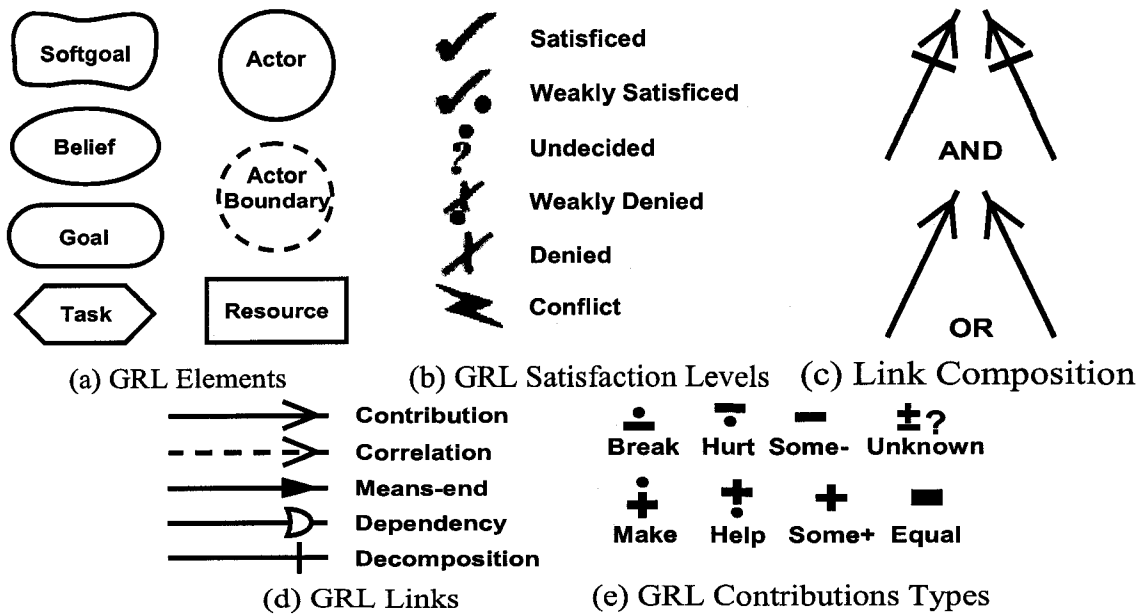 Softgoal
Belief
Goal
Task
Actor
Actor
Boundary
Resource
(a) GRL Elements
Satisficed
Weakly Satisficed
Undecided
Weakly Denied
Denied
Conflict
(b) GRL Satisfaction Levels
AND
OR
(c) Link Composition
Contribution
Correlation
Means-end
Dependency
Decomposition
(d) GRL Links
?
Break Hurt Some- Unknown
Make Help Some+ Equal
(e) GRL Contributions Types